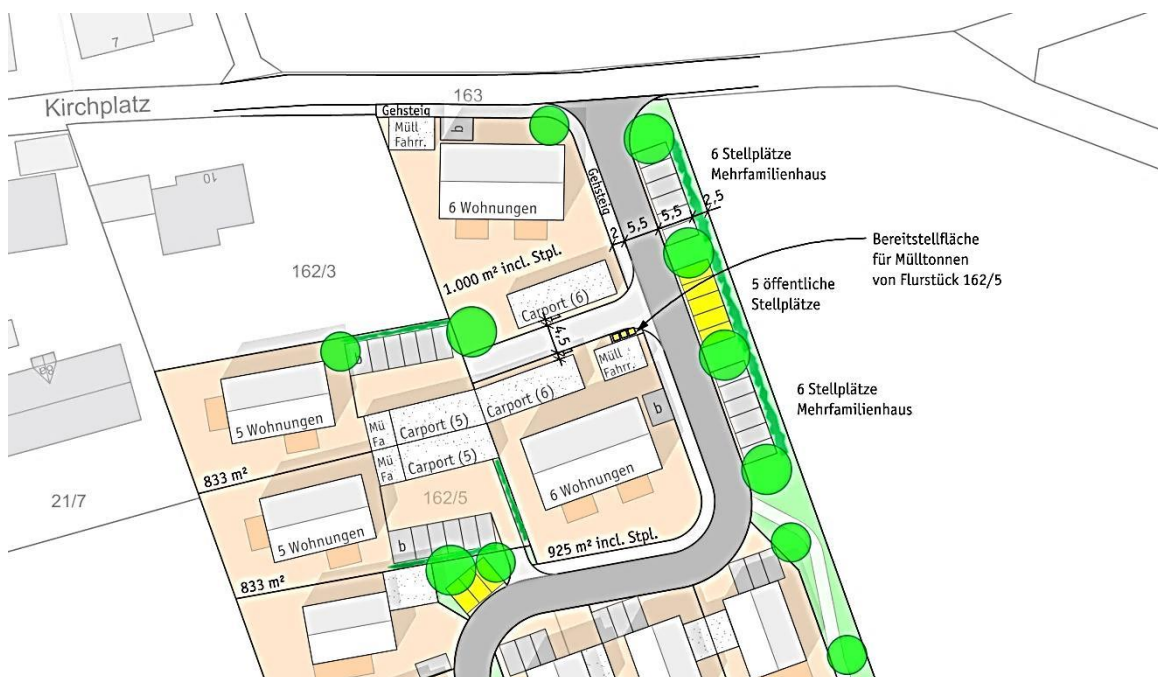 7
Kirchplatz
163
Gehsteig
Müll
Fahrr.
b
6 Wohnungen
Gehsteig
6 Stellplätze
Mehrfamilienhaus
10
2
5,5
5,5
2,5
Bereitstellfläche
für Mülltonnen
von Flurstück 162/5
162/3
1.000 m² incl. Stpl.
Carport (6)
5 öffentliche
Stellplätze
1
4,5
1
b
Müll
Fahrr.
6 Stellplätze
Mehrfamilienhaus
5 Wohnungen
Mü
Fa
Carport (5)
Carport (6)
b
Mü
Fa
Carport (5)
833 m²
6 Wohnungen
21/7
162/5
5 Wohnungen
b
925 m² incl. Stpl.
833 m²